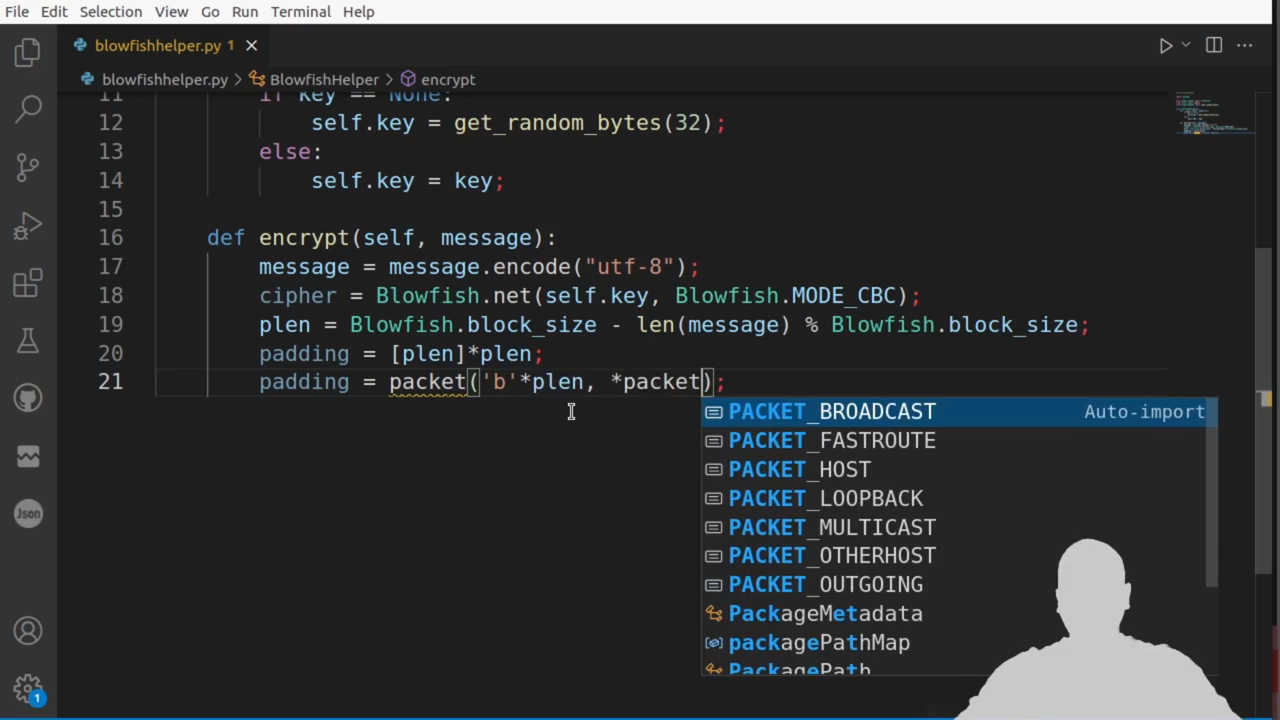 File Edit Selection View Go Run Terminal Help
blowfishhelper.py 1
blowfishhelper.py > BlowfishHelper > encrypt
11 if key == None:
12 self.key = get_random_bytes(32);
13 else:
14 self.key = key;
15
16 def encrypt(self, message):
17 message = message.encode("utf-8");
18 cipher = Blowfish.net(self.key, Blowfish.MODE_CBC);
19 plen = Blowfish.block_size - len(message) % Blowfish.block_size;
20 padding = [plen]*plen;
21 padding = packet('b'*plen, *packet);
PACKET_BROADCAST Auto-import
PACKET_FASTROUTE
PACKET_HOST
PACKET_LOOPBACK
PACKET_MULTICAST
PACKET_OTHERHOST
PACKET_OUTGOING
PackageMetadata
packagePathMap
PackagePath
Json
1